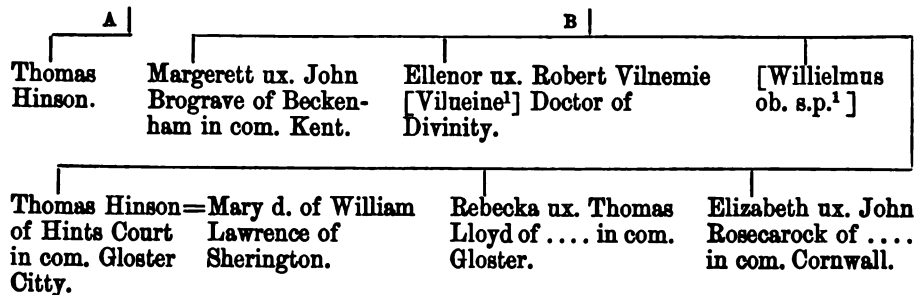 A
B
Thomas
Hinson.
Margerett ux. John
Brograve of Becken-
ham in com. Kent.
Ellenor ux. Robert Vilnemie
[Vilueine¹] Doctor of
Divinity.
[Willielmus
ob. s.p.¹]
Thomas Hinson=Mary d. of William
of Hints Court Lawrence of
in com. Gloster Sherington.
Citty.
Rebecka ux. Thomas
Lloyd of .... in com.
Gloster.
Elizabeth ux. John
Rosecarock of ....
in com. Cornwall.